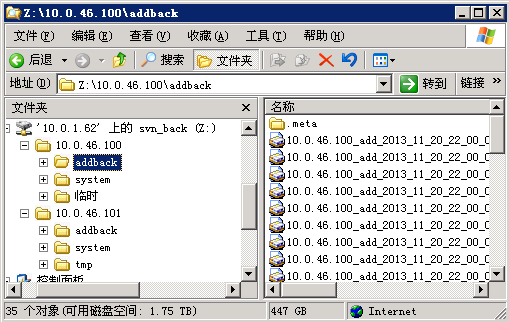 Z:\10.0.46.100\addback
文件(F) 编辑(E) 查看(V) 收藏(A) 工具(T) 帮助(H)
后退 搜索 文件夹
地址(D) Z:\10.0.46.100\addback 转到 链接 »
文件夹
'10.0.1.62' 上的 svn_back (Z:)
10.0.46.100
addback
system
临时
10.0.46.101
addback
system
tmp
控制面板
名称
.meta
10.0.46.100_add_2013_11_20_22_00_0
10.0.46.100_add_2013_11_20_22_00_0
10.0.46.100_add_2013_11_20_22_00_0
10.0.46.100_add_2013_11_20_22_00_0
10.0.46.100_add_2013_11_20_22_00_0
10.0.46.100_add_2013_11_20_22_00_0
10.0.46.100_add_2013_11_20_22_00_0
10.0.46.100_add_2013_11_20_22_00_0
35 个对象(可用磁盘空间: 1.75 TB) 447 GB Internet